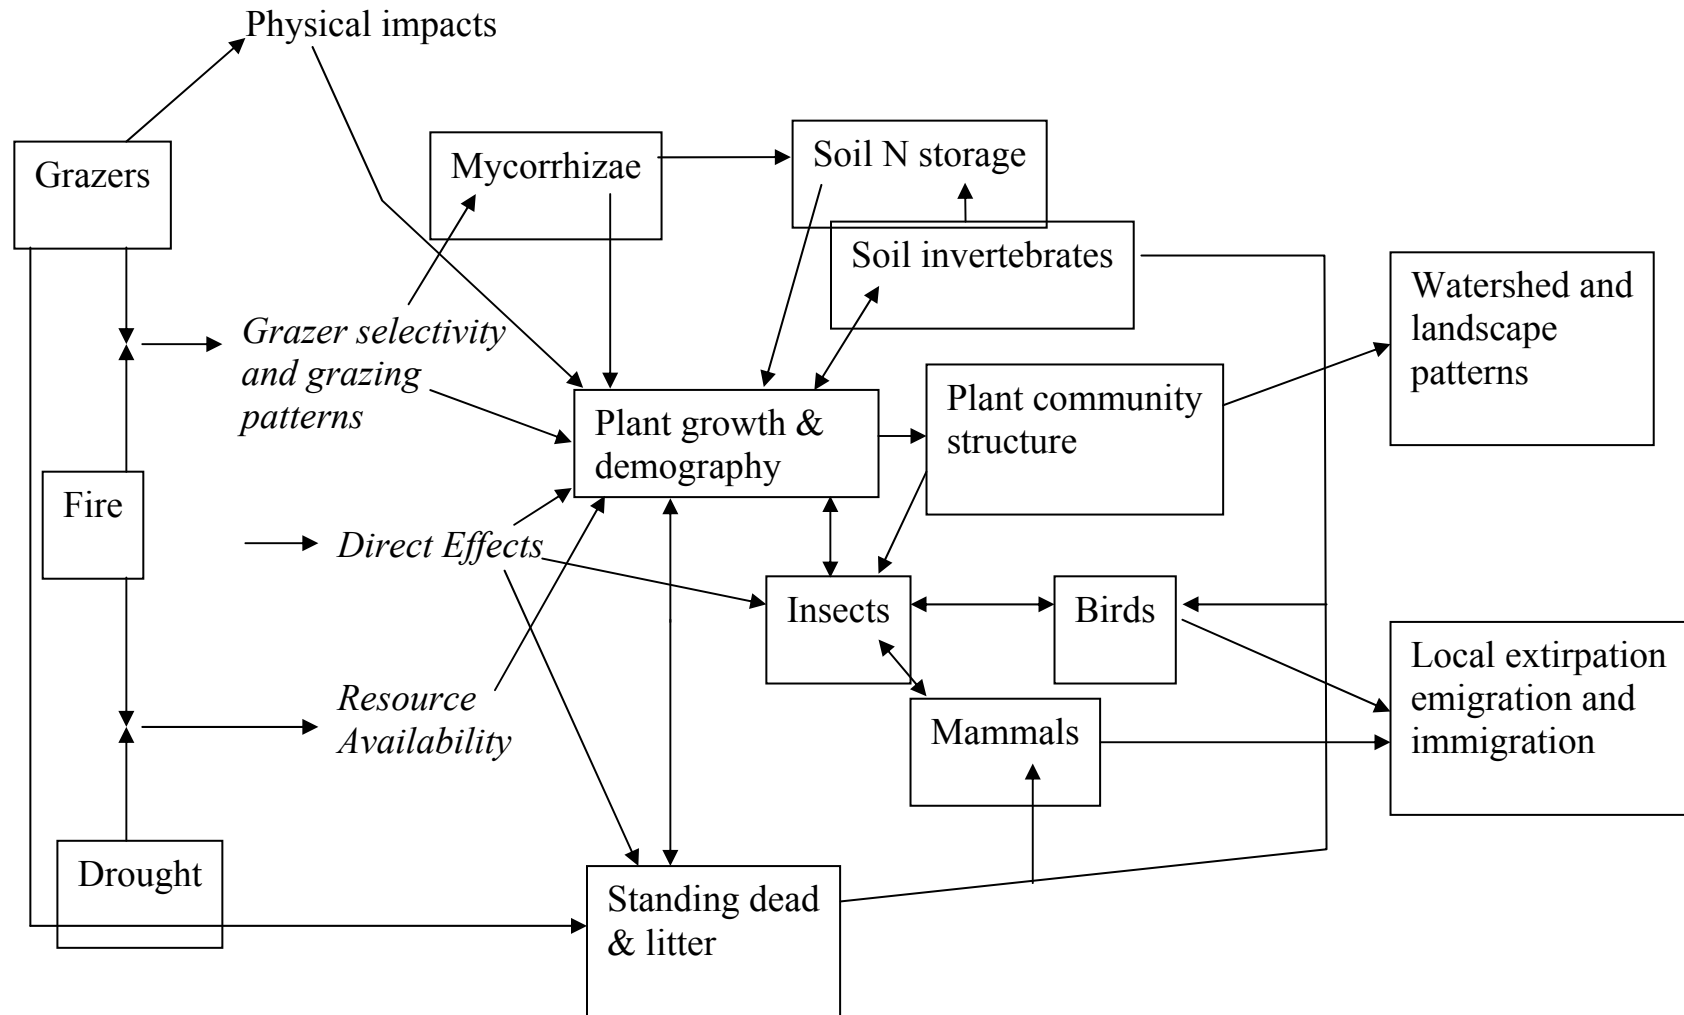 Physical impacts
Grazers
Mycorrhizae
Soil N storage
Soil invertebrates
Watershed and
landscape
patterns
Grazer selectivity
and grazing
patterns
Plant growth &
demography
Plant community
structure
Fire
Direct Effects
Insects
Birds
Local extirpation
emigration and
immigration
Resource
Availability
Mammals
Drought
Standing dead
& litter